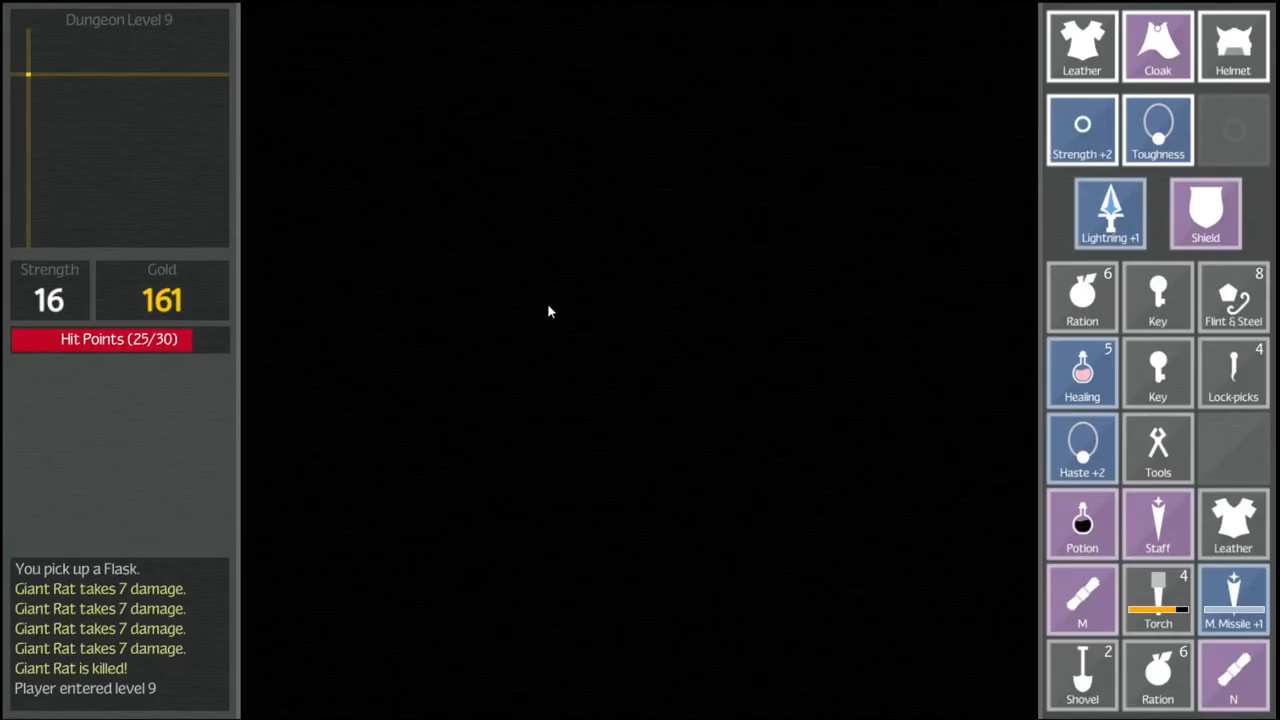 Dungeon Level 9
Strength
Gold
16
161
Hit Points (25/30)
You pick up a Flask.
Giant Rat takes 7 damage.
Giant Rat takes 7 damage.
Giant Rat takes 7 damage.
Giant Rat takes 7 damage.
Giant Rat is killed!
Player entered level 9
Leather
Cloak
Helmet
Strength +2
Toughness
Lightning +1
Shield
6
Ration
Key
8
Flint & Steel
5
Healing
Key
4
Lock-picks
Haste +2
Tools
Potion
Staff
Leather
M
4
Torch
M. Missile +1
2
Shovel
6
Ration
N